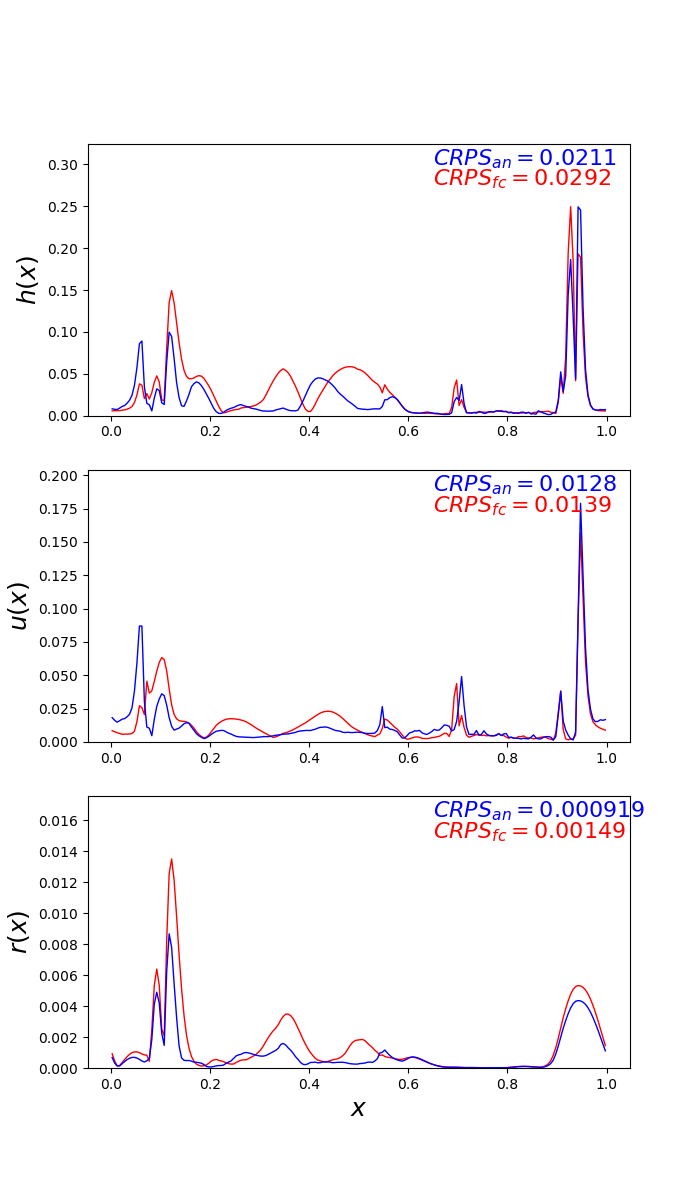 CRPS_an = 0.0211
CRPS_fc = 0.0292
h(x)
0.30
0.25
0.20
0.15
0.10
0.05
0.00
0.0 0.2 0.4 0.6 0.8 1.0
CRPS_an = 0.0128
CRPS_fc = 0.0139
u(x)
0.200
0.175
0.150
0.125
0.100
0.075
0.050
0.025
0.000
0.0 0.2 0.4 0.6 0.8 1.0
CRPS_an = 0.000919
CRPS_fc = 0.00149
r(x)
0.016
0.014
0.012
0.010
0.008
0.006
0.004
0.002
0.000
0.0 0.2 0.4 0.6 0.8 1.0
x